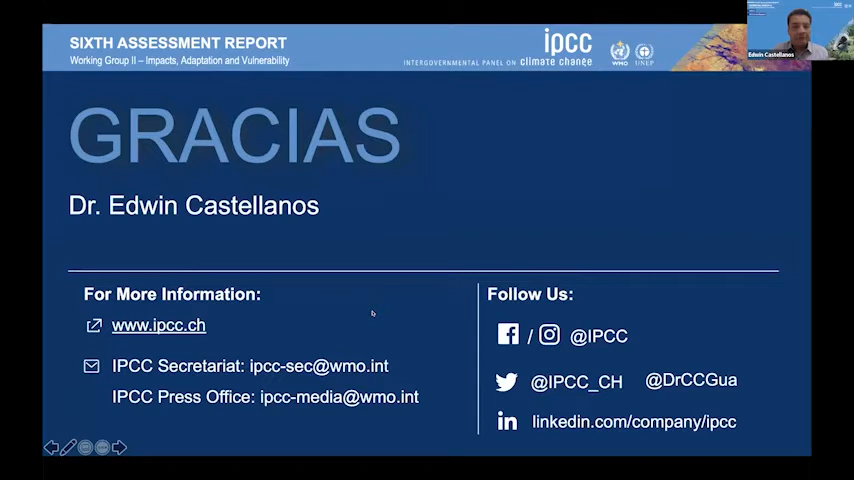 SIXTH ASSESSMENT REPORT
Working Group II – Impacts, Adaptation and Vulnerability
ipcc
INTERGOVERNMENTAL PANEL ON climate change
WMO
UNEP
Edwin Castellanos
GRACIAS
Dr. Edwin Castellanos
For More Information:
www.ipcc.ch
IPCC Secretariat: ipcc-sec@wmo.int
IPCC Press Office: ipcc-media@wmo.int
Follow Us:
/ @IPCC
@IPCC_CH @DrCCGua
linkedin.com/company/ipcc